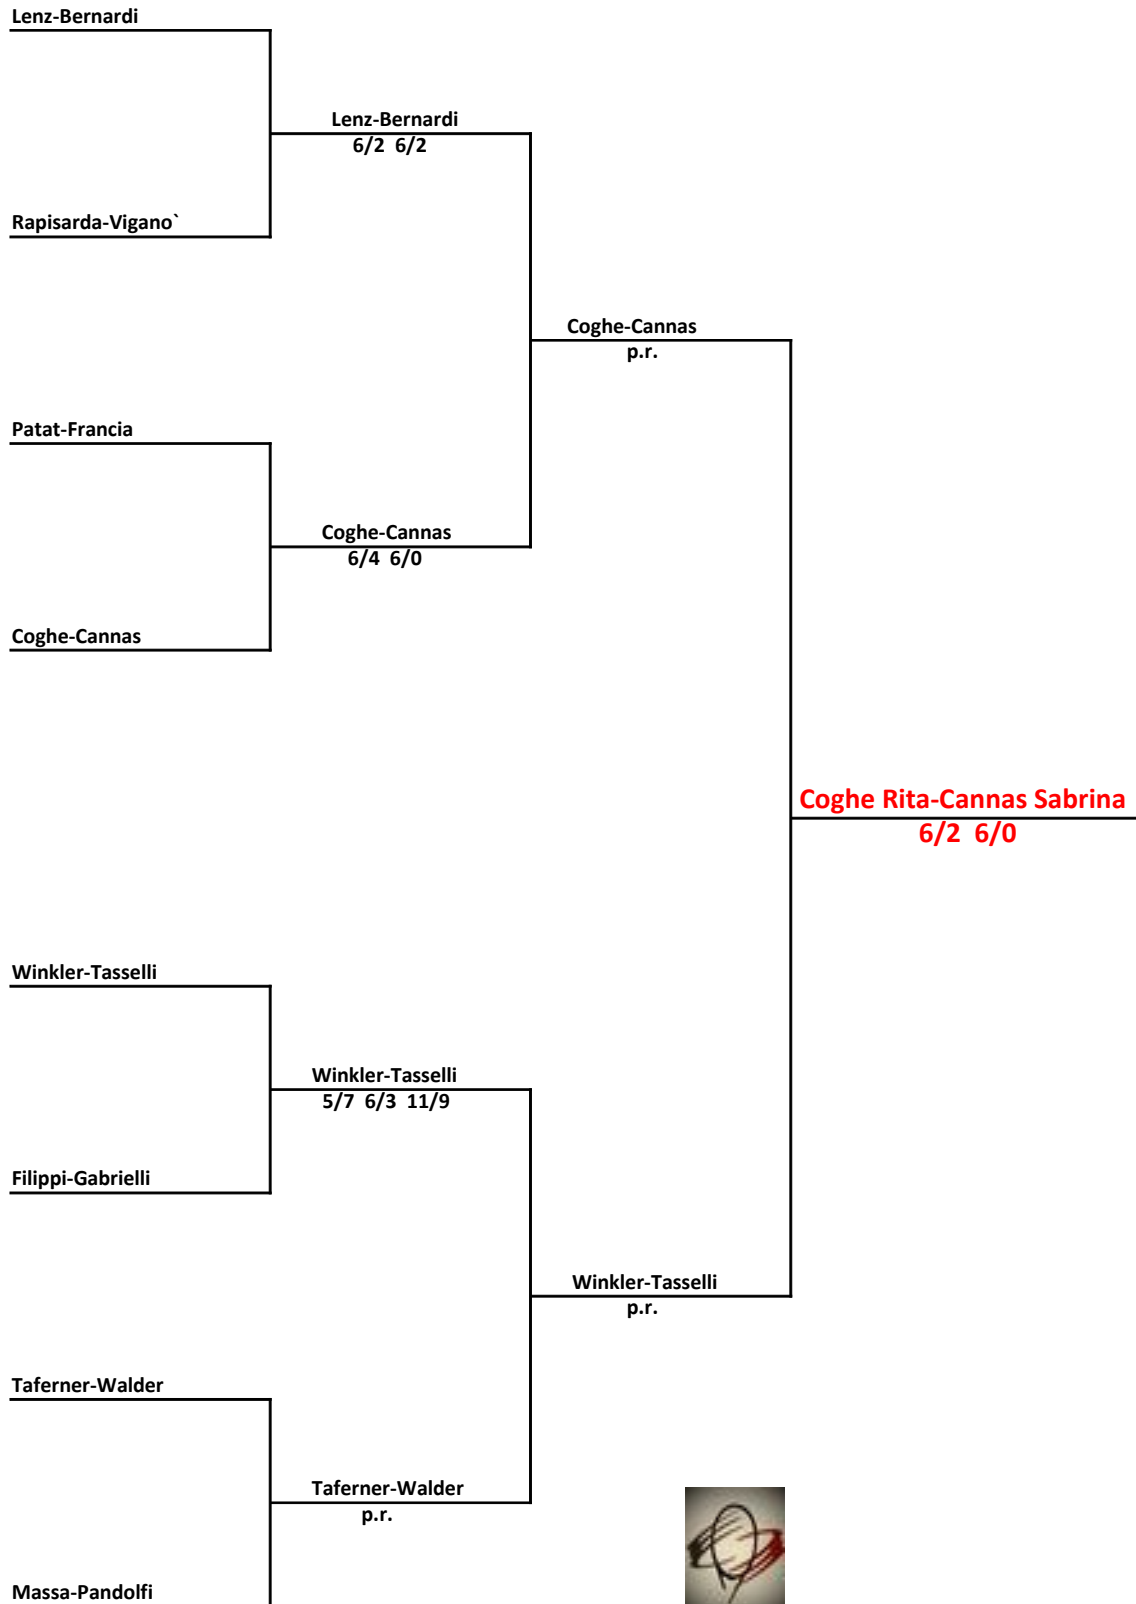 Lenz-Bernardi
Lenz-Bernardi
6/2 6/2
Rapisarda-Vigano`
Coghe-Cannas
p.r.
Patat-Francia
Coghe-Cannas
6/4 6/0
Coghe-Cannas
Coghe Rita-Cannas Sabrina
6/2 6/0
Winkler-Tasselli
Winkler-Tasselli
5/7 6/3 11/9
Filippi-Gabrielli
Winkler-Tasselli
p.r.
Taferner-Walder
Taferner-Walder
p.r.
Massa-Pandolfi